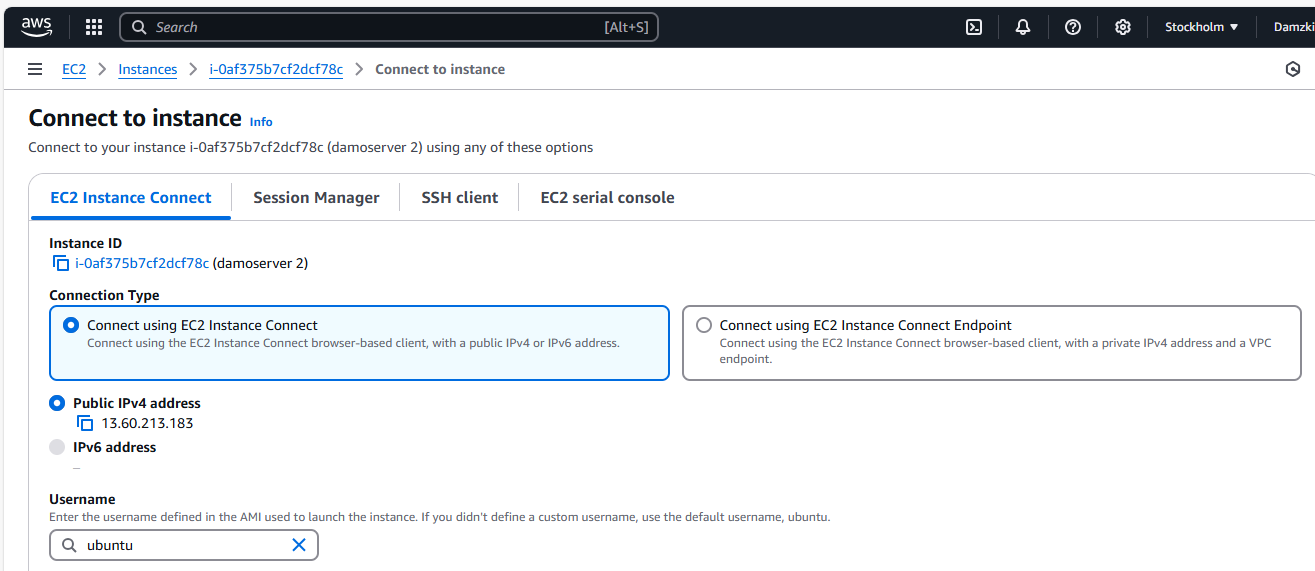 aws Search [Alt+S] Stockholm Damzki
EC2 Instances i-0af375b7cf2dcf78c Connect to instance
Connect to instance Info
Connect to your instance i-0af375b7cf2dcf78c (damoserver 2) using any of these options
EC2 Instance Connect Session Manager SSH client EC2 serial console
Instance ID
i-0af375b7cf2dcf78c (damoserver 2)
Connection Type
Connect using EC2 Instance Connect
Connect using the EC2 Instance Connect browser-based client, with a public IPv4 or IPv6 address.
Connect using EC2 Instance Connect Endpoint
Connect using the EC2 Instance Connect browser-based client, with a private IPv4 address and a VPC
endpoint.
Public IPv4 address
13.60.213.183
IPv6 address
–
Username
Enter the username defined in the AMI used to launch the instance. If you didn't define a custom username, use the default username, ubuntu.
ubuntu